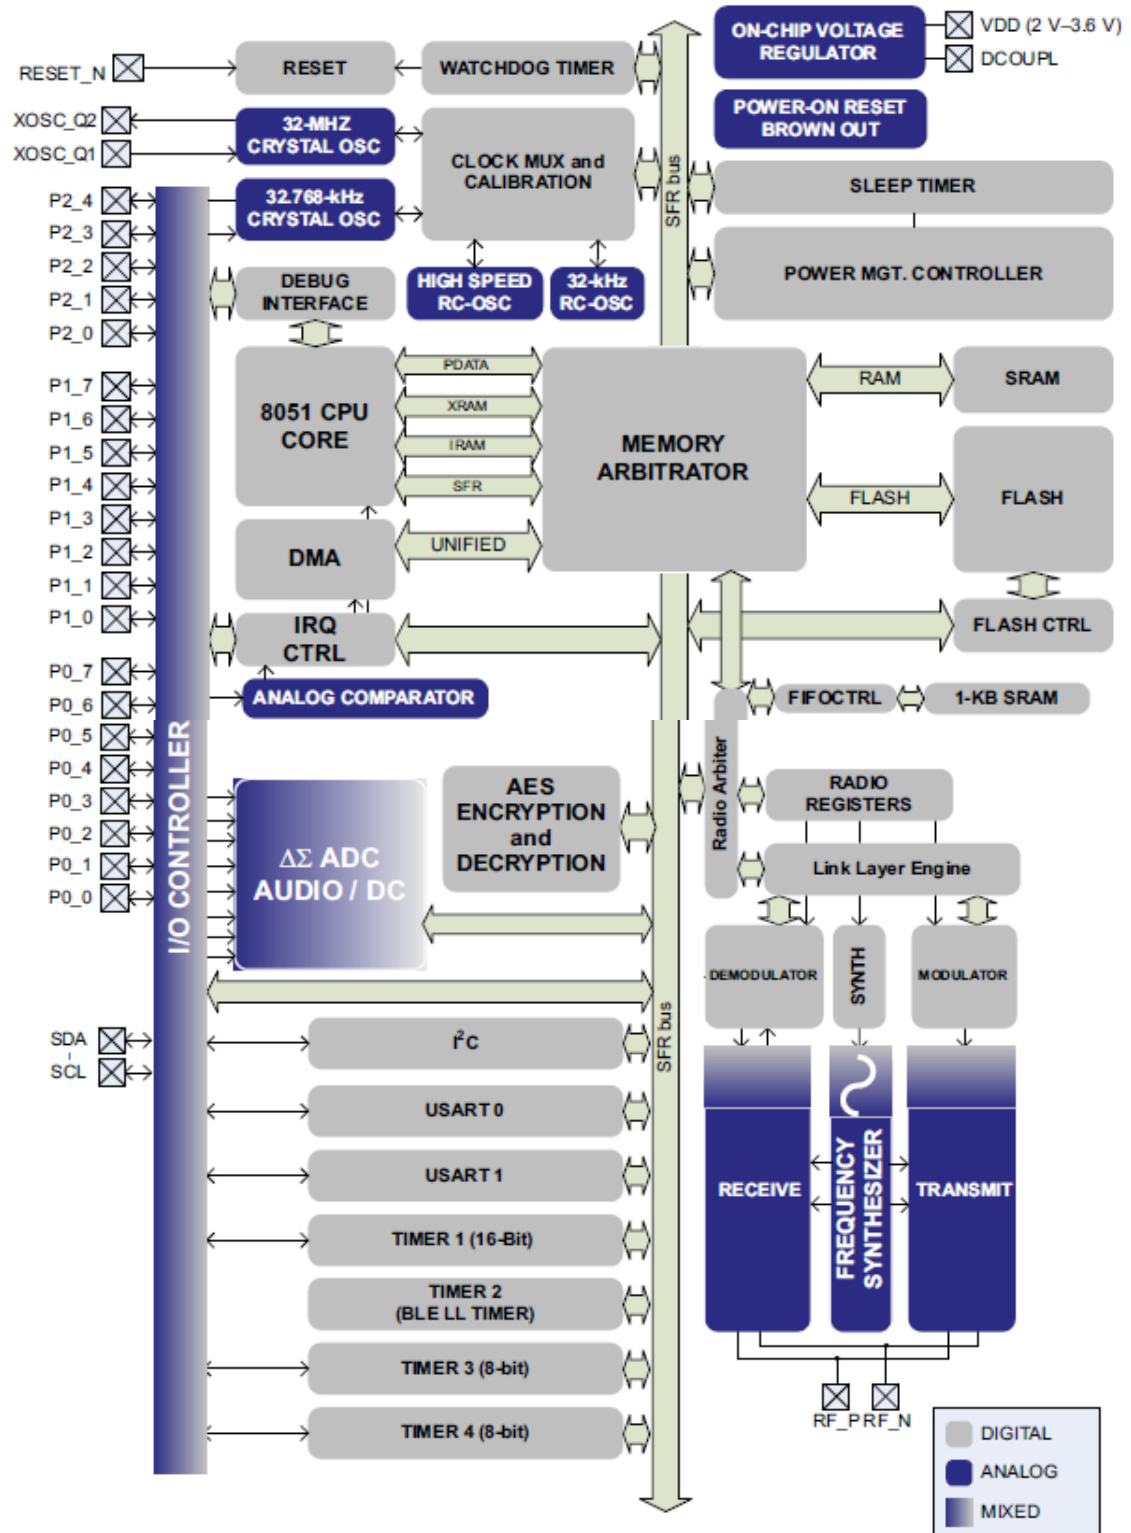 ON-CHIP VOLTAGE
REGULATOR
VDD (2 V–3.6 V)
DCOUPL
RESET_N
RESET
WATCHDOG TIMER
POWER-ON RESET
BROWN OUT
XOSC_Q2
XOSC_Q1
32-MHZ
CRYSTAL OSC
CLOCK MUX and
CALIBRATION
SFR bus
SLEEP TIMER
P2_4
P2_3
P2_2
P2_1
P2_0
32.768-kHz
CRYSTAL OSC
DEBUG
INTERFACE
HIGH SPEED
RC-OSC
32-kHz
RC-OSC
POWER MGT. CONTROLLER
P1_7
P1_6
P1_5
P1_4
P1_3
P1_2
P1_1
P1_0
8051 CPU
CORE
PDATA
XRAM
IRAM
SFR
MEMORY
ARBITRATOR
RAM
SRAM
FLASH
FLASH
DMA
UNIFIED
IRQ
CTRL
FLASH CTRL
P0_7
P0_6
P0_5
P0_4
P0_3
P0_2
P0_1
P0_0
ANALOG COMPARATOR
FIFOCTRL
1-KB SRAM
I/O CONTROLLER
Radio Arbiter
AES
ENCRYPTION
and
DECRYPTION
RADIO
REGISTERS
ΔΣ ADC
AUDIO / DC
Link Layer Engine
DEMODULATOR
SYNTH
MODULATOR
SFR bus
SDA
SCL
I²C
USART 0
USART 1
TIMER 1 (16-Bit)
TIMER 2
(BLE LL TIMER)
TIMER 3 (8-bit)
TIMER 4 (8-bit)
RECEIVE
FREQUENCY
SYNTHESIZER
TRANSMIT
RF_P
RF_N
DIGITAL
ANALOG
MIXED